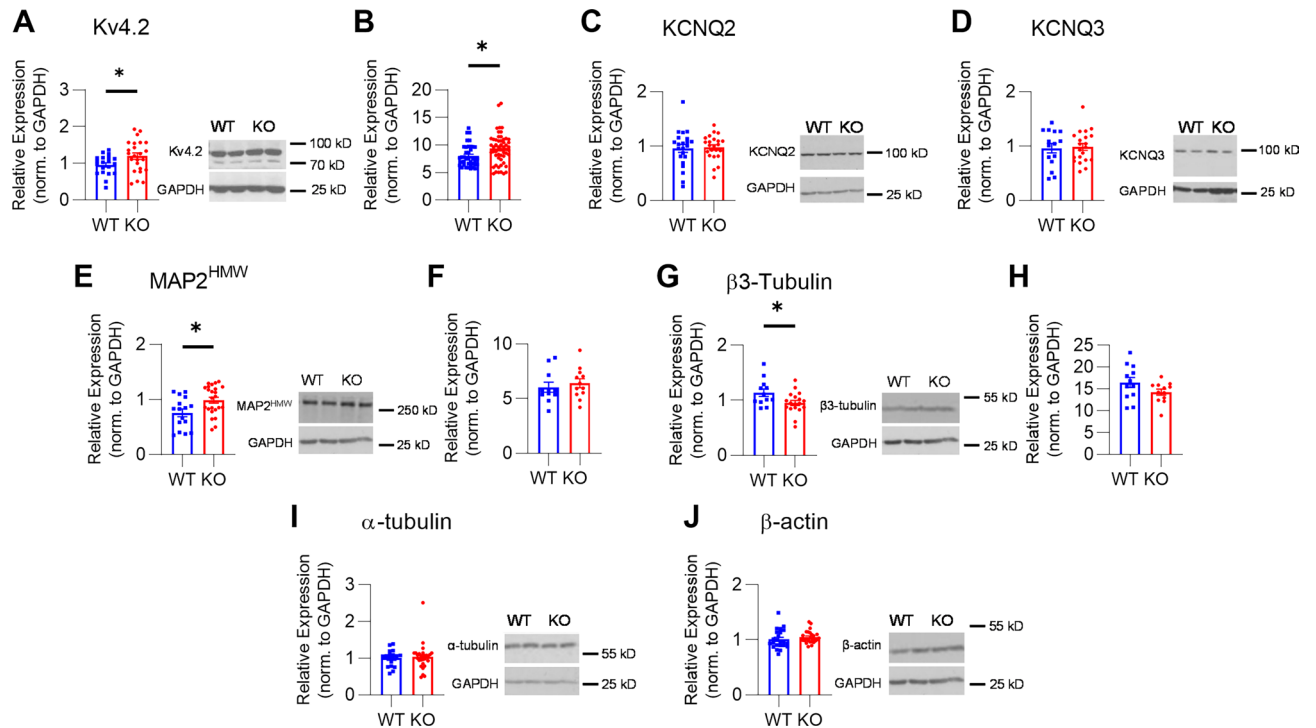 A Kv4.2
Relative Expression
(norm. to GAPDH)
3
2
1
0
*
WT KO
WT KO
Kv4.2
GAPDH
100 kD
70 kD
25 kD
B
Relative Expression
(norm. to GAPDH)
20
15
10
5
0
*
WT KO
C KCNQ2
Relative Expression
(norm. to GAPDH)
2
1
0
WT KO
WT KO
KCNQ2
GAPDH
100 kD
25 kD
D KCNQ3
Relative Expression
(norm. to GAPDH)
2
1
0
WT KO
WT KO
KCNQ3
GAPDH
100 kD
25 kD
E MAP2HMW
Relative Expression
(norm. to GAPDH)
2
1
0
*
WT KO
WT KO
MAP2HMW
GAPDH
250 kD
25 kD
F
Relative Expression
(norm. to GAPDH)
10
5
0
WT KO
G β3-Tubulin
Relative Expression
(norm. to GAPDH)
2
1
0
*
WT KO
WT KO
β3-tubulin
GAPDH
55 kD
25 kD
H
Relative Expression
(norm. to GAPDH)
25
20
15
10
5
0
WT KO
I α-tubulin
Relative Expression
(norm. to GAPDH)
3
2
1
0
WT KO
WT KO
α-tubulin
GAPDH
55 kD
25 kD
J β-actin
Relative Expression
(norm. to GAPDH)
2
1
0
WT KO
WT KO
β-actin
GAPDH
55 kD
25 kD